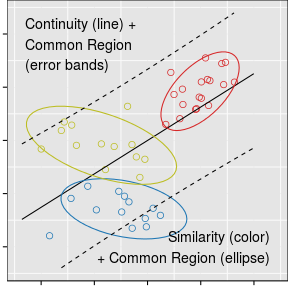 Continuity (line) +
Common Region
(error bands)
Similarity (color)
+ Common Region (ellipse)